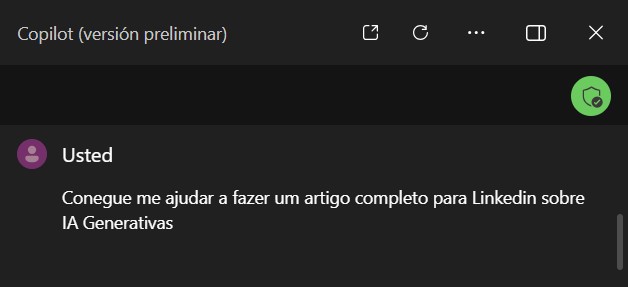 Copilot (versión preliminar)
Usted
Conegue me ajudar a fazer um artigo completo para Linkedin sobre
IA Generativas